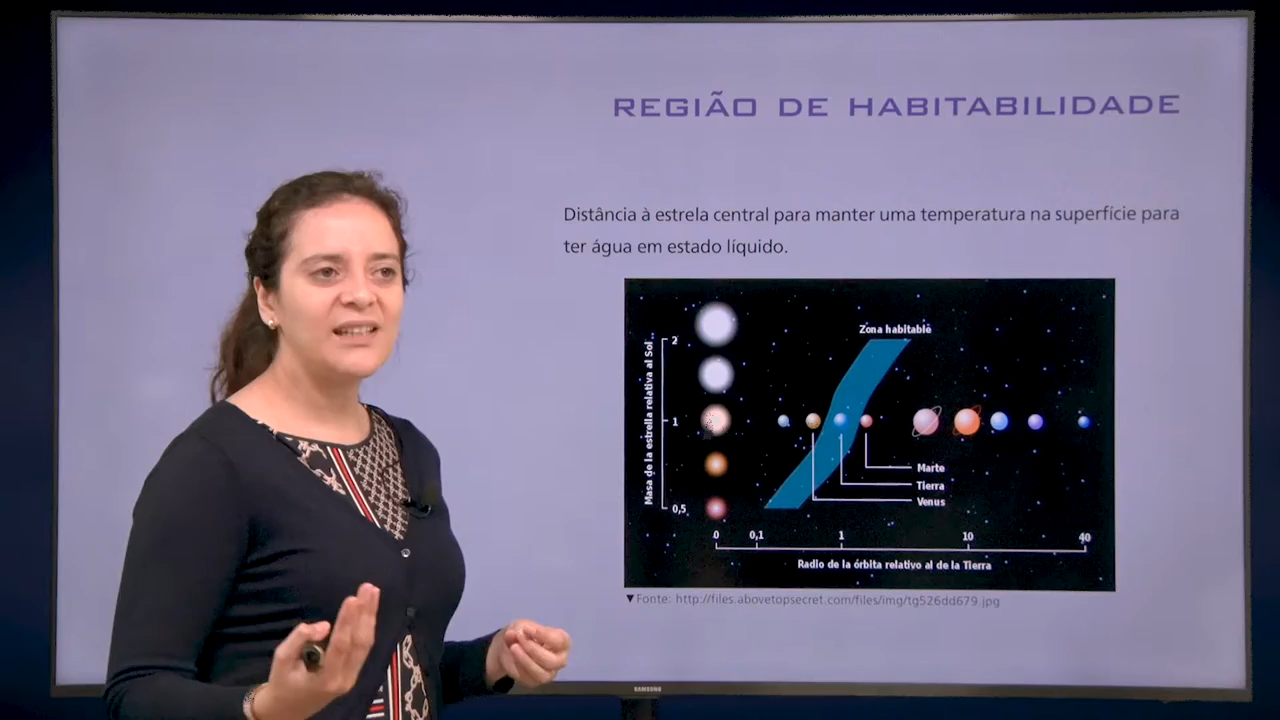 REGIÃO DE HABITABILIDADE
Distância à estrela central para manter uma temperatura na superfície para
ter água em estado líquido.
Zona habitable
Masa de la estrella relativa al Sol
2
1
0,5
Marte
Tierra
Venus
0 0,1 1 10 40
Radio de la órbita relativo al de la Tierra
▼Fonte: http://files.abovetopsecret.com/files/img/tg526dd679.jpg
SAMSUNG